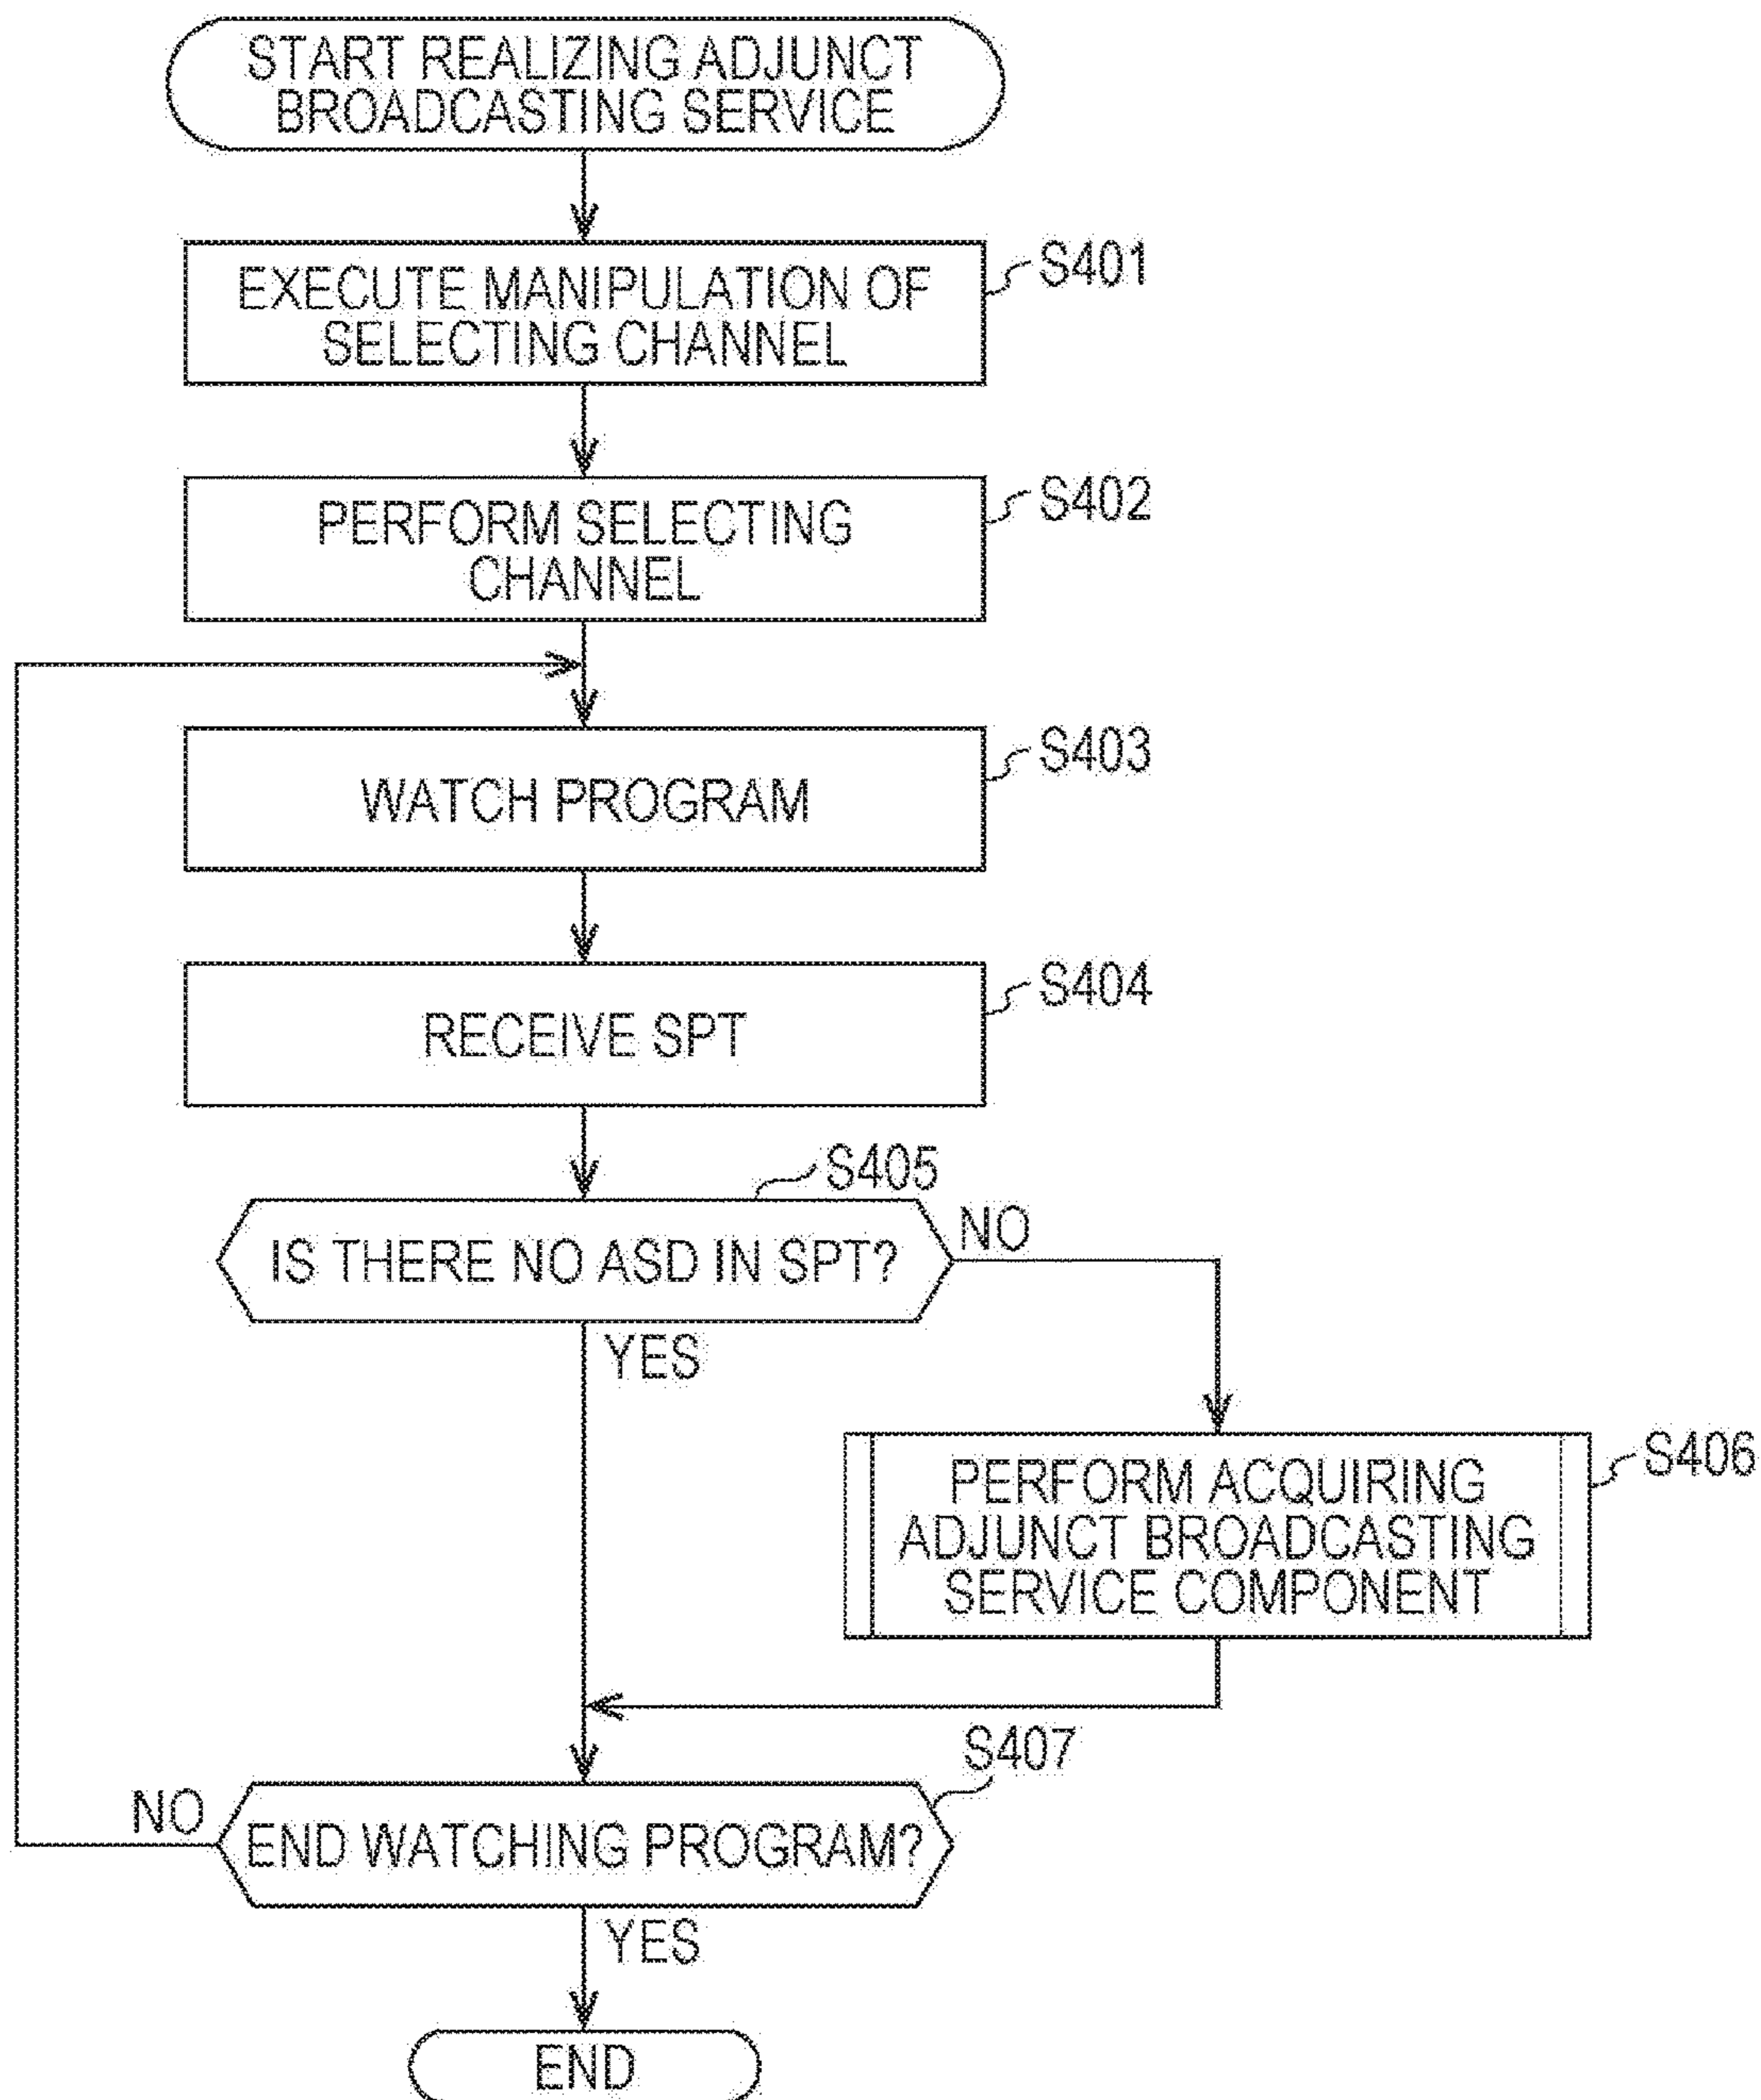 START REALIZING ADJUNCT
BROADCASTING SERVICE
EXECUTE MANIPULATION OF
SELECTING CHANNEL
S401
PERFORM SELECTING
CHANNEL
S402
WATCH PROGRAM
S403
RECEIVE SPT
S404
S405
IS THERE NO ASD IN SPT?
NO
YES
PERFORM ACQUIRING
ADJUNCT BROADCASTING
SERVICE COMPONENT
S406
S407
NO
END WATCHING PROGRAM?
YES
END